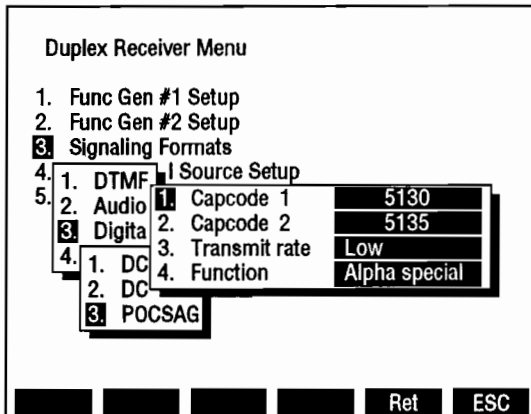 Duplex Receiver Menu
1. Func Gen #1 Setup
2. Func Gen #2 Setup
3. Signaling Formats
4. l Source Setup
5.
1. DTMF
2. Audio
3. Digita
4.
1. DC
2. DC
3. POCSAG
1. Capcode 1 5130
2. Capcode 2 5135
3. Transmit rate Low
4. Function Alpha special
Ret ESC